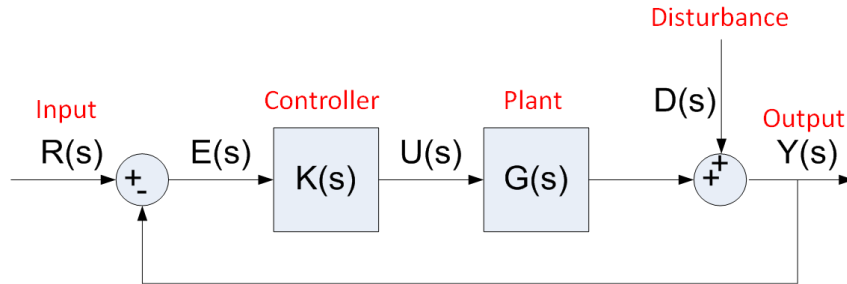 Disturbance
Input
Controller
Plant
D(s)
Output
R(s)
E(s)
U(s)
Y(s)
+
-
K(s)
G(s)
+
+